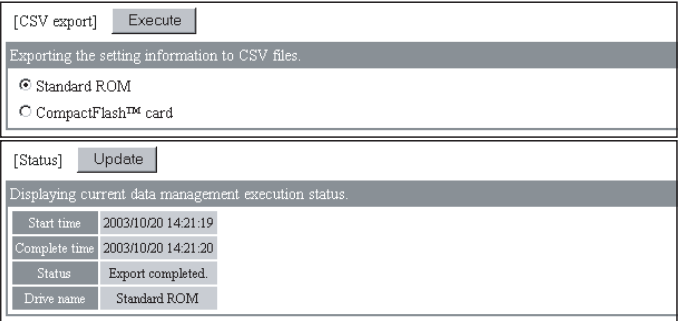 [CSV export] Execute
Exporting the setting information to CSV files.
Standard ROM
CompactFlash™ card
[Status] Update
Displaying current data management execution status.
Start time 2003/10/20 14:21:19
Complete time 2003/10/20 14:21:20
Status Export completed.
Drive name Standard ROM